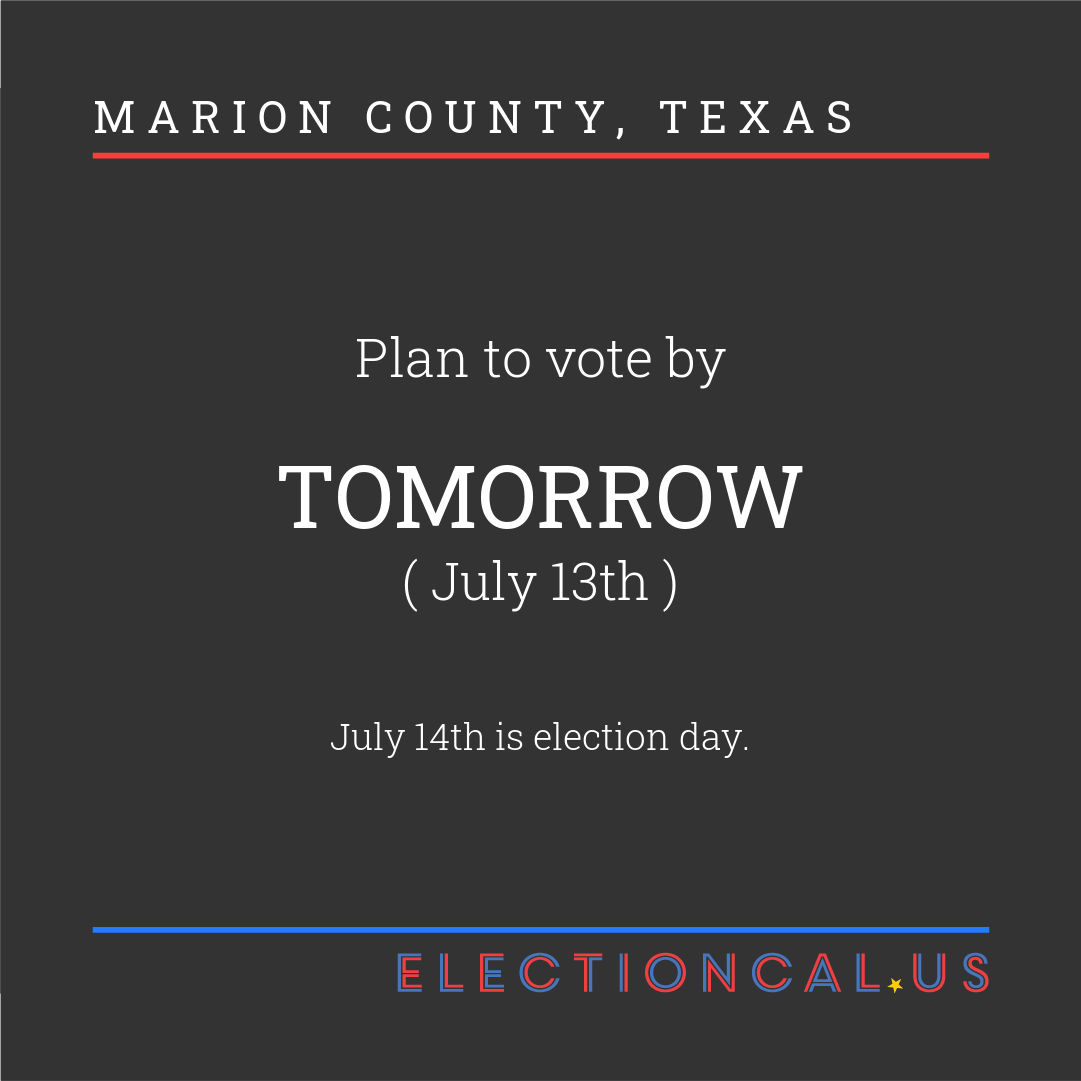 MARION COUNTY, TEXAS
Plan to vote by
TOMORROW
( July 13th )
July 14th is election day.
ELECTIONCAL.US